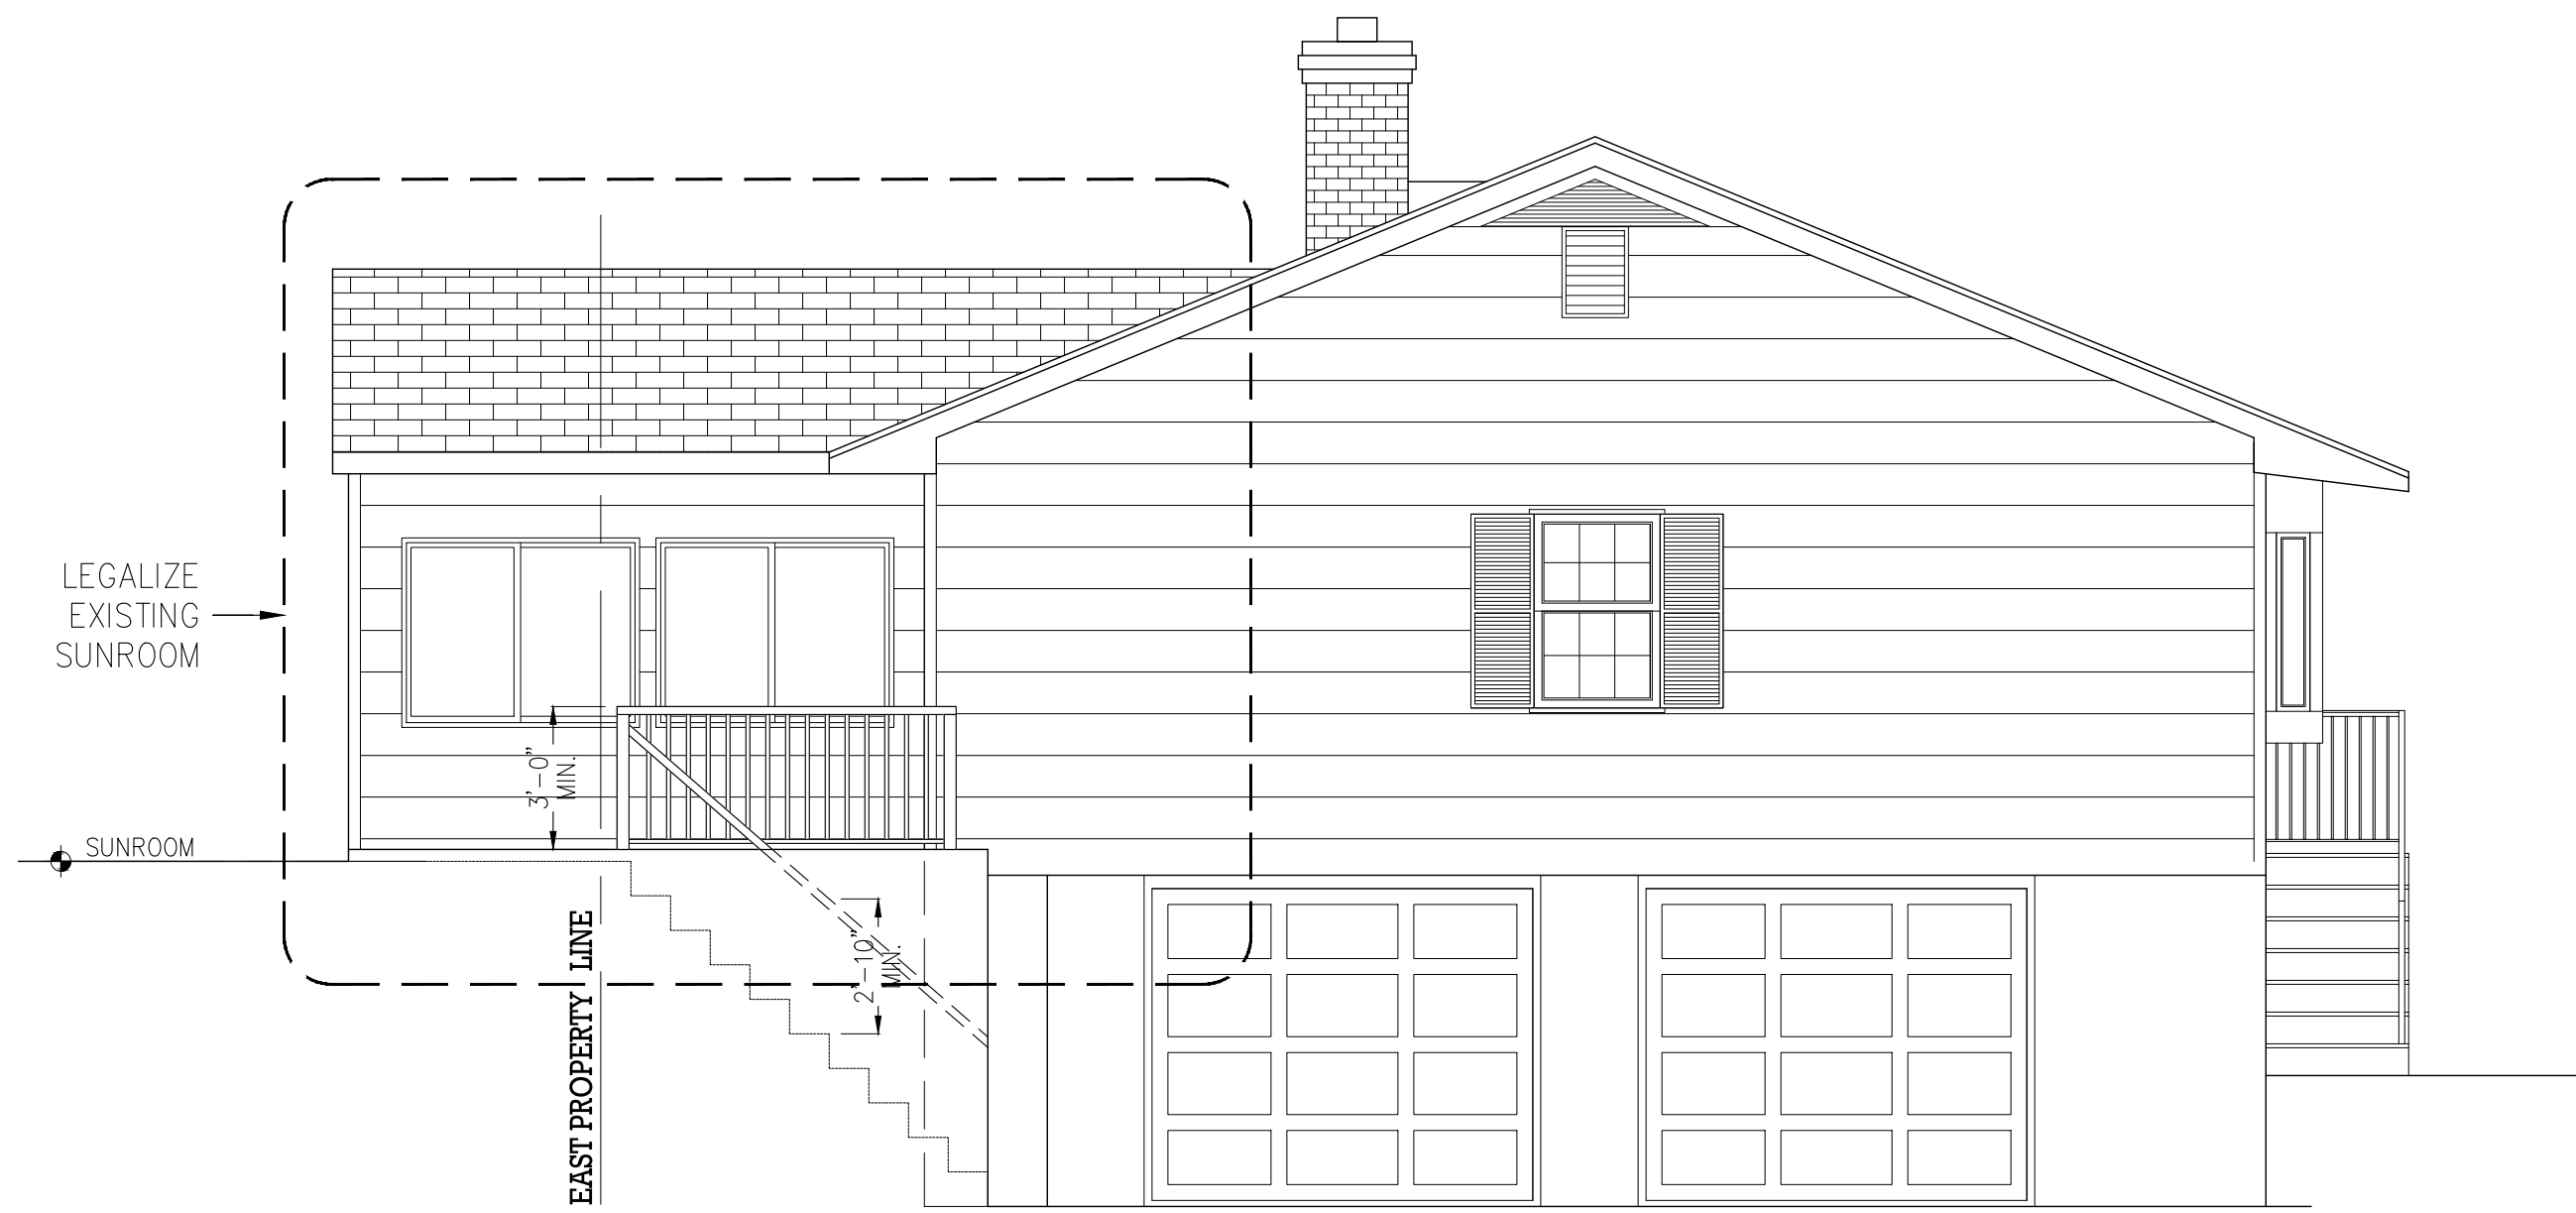 LEGALIZE
EXISTING
SUNROOM
SUNROOM
3'-0"
MIN.
2'-10"
MIN.
EAST PROPERTY LINE